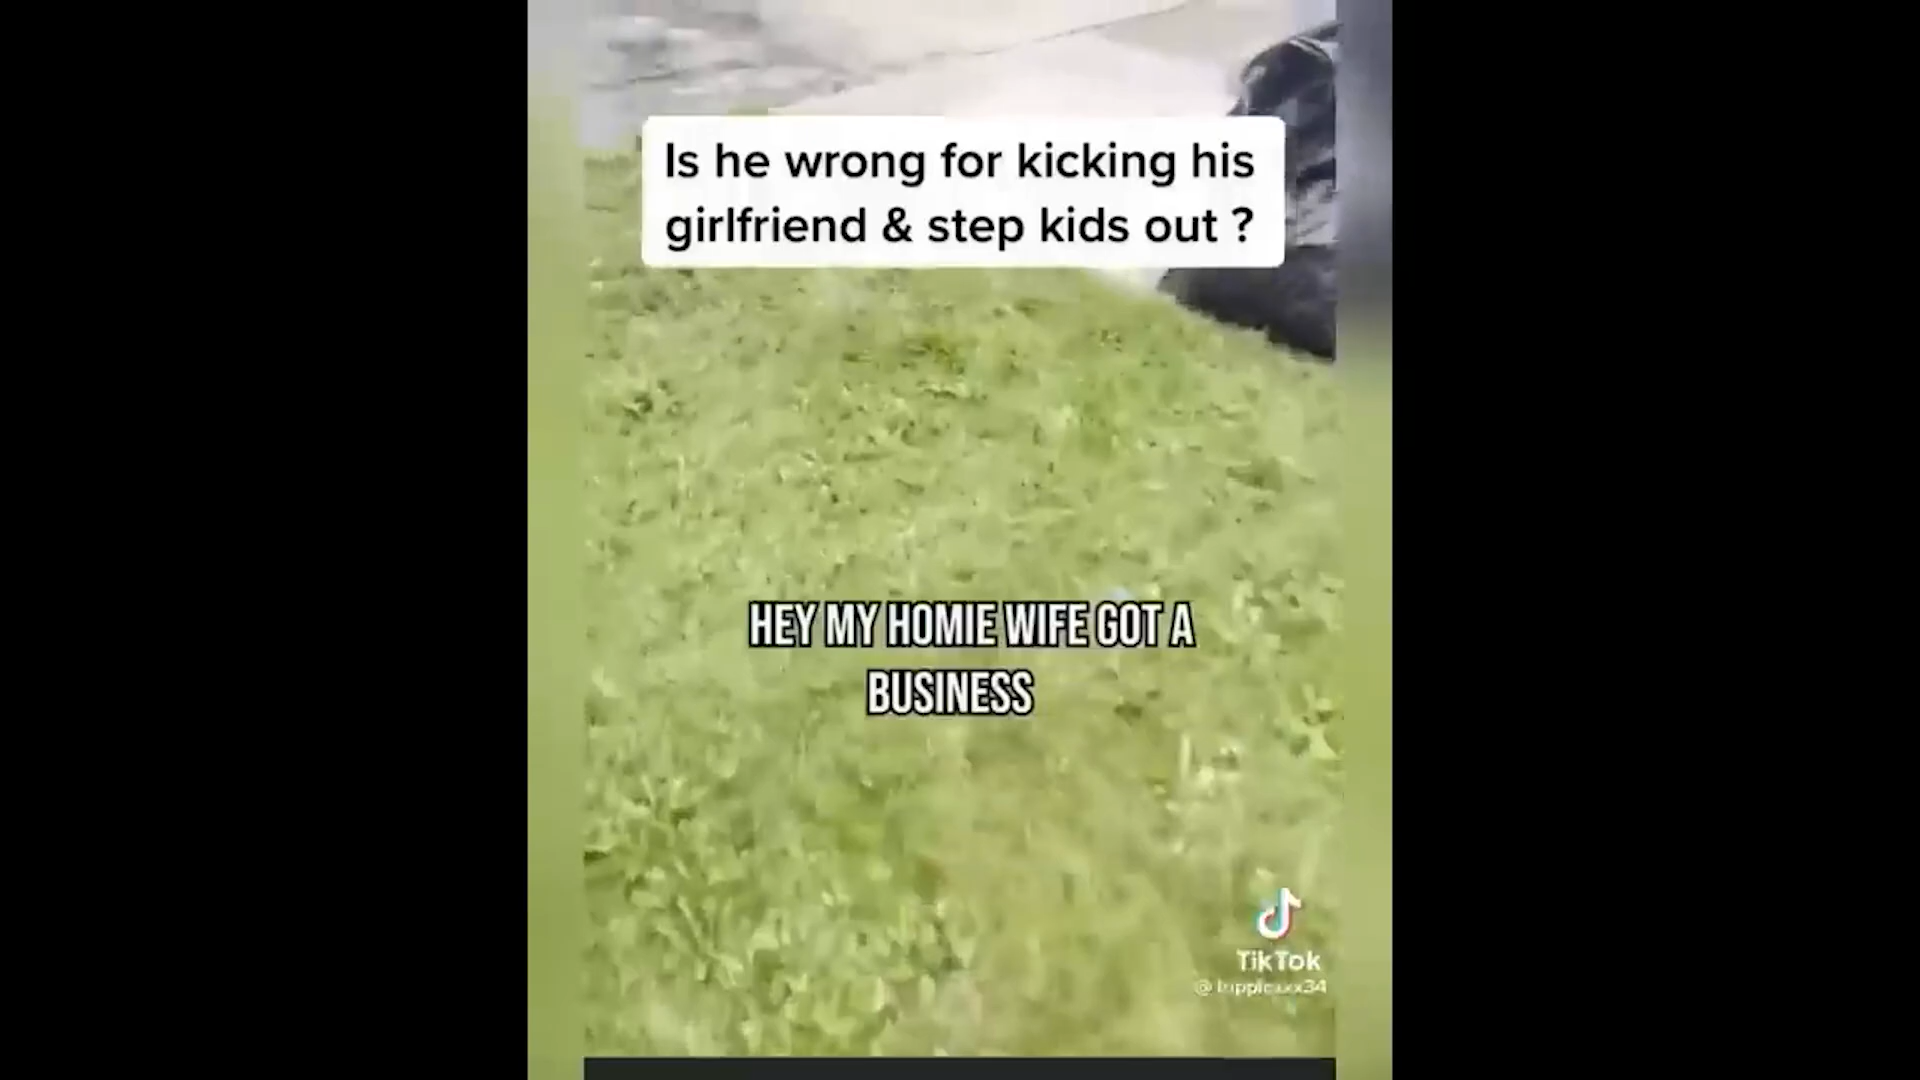 Is he wrong for kicking his
girlfriend & step kids out ?
HEY MY HOMIE WIFE GOT A
BUSINESS
TikTok